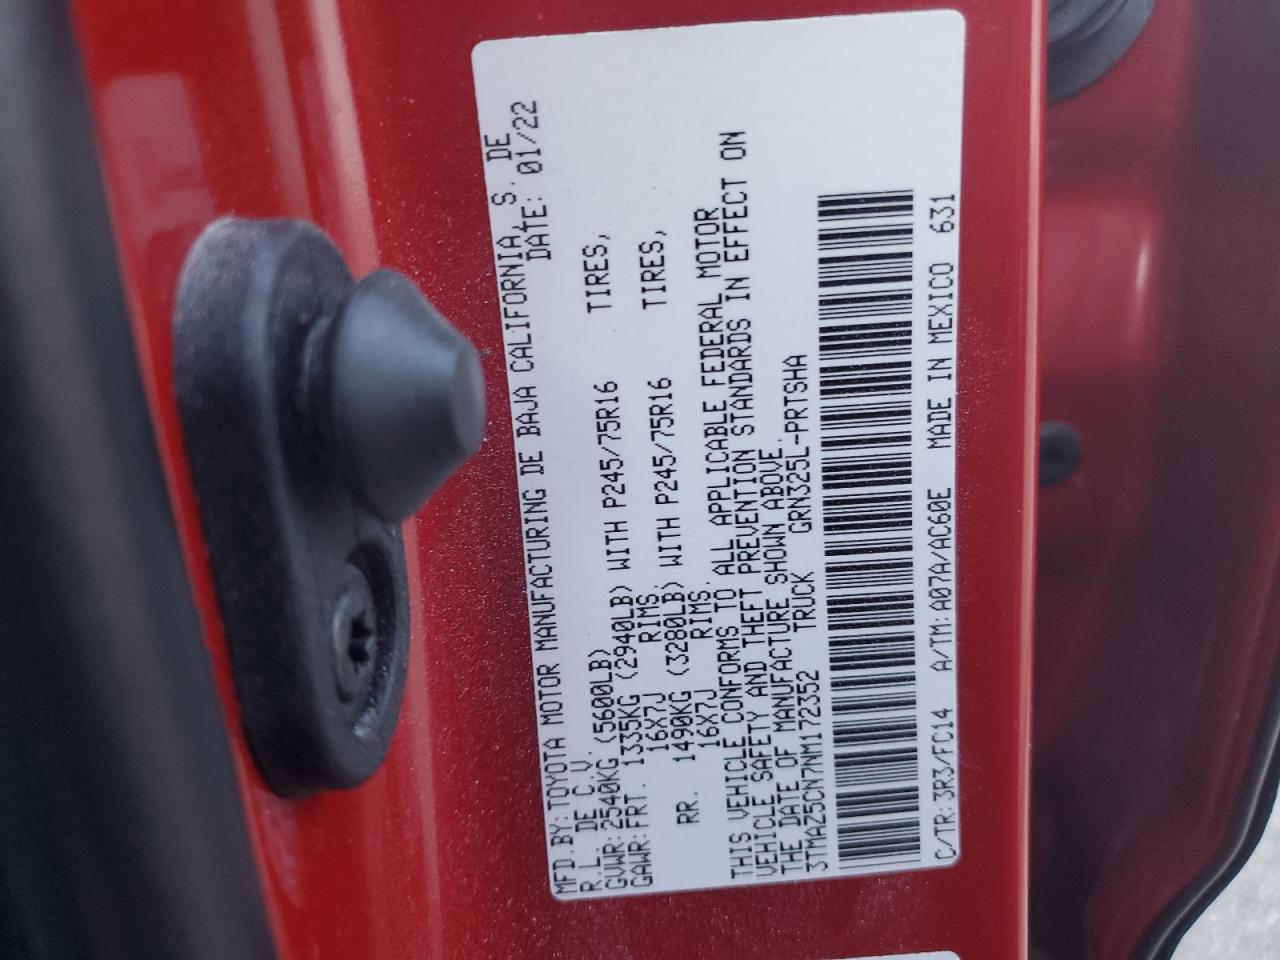 MFD.BY:TOYOTA MOTOR MANUFACTURING DE BAJA CALIFORNIA, S. DE
R.L. DE C.V. DATE: 01/22
GVWR:2540KG (5600LB)
GAWR:FRT. 1335KG (2940LB) WITH P245/75R16 TIRES,
16X7J RIMS,
RR. 1490KG (3280LB) WITH P245/75R16 TIRES,
16X7J RIMS.
THIS VEHICLE CONFORMS TO ALL APPLICABLE FEDERAL MOTOR
VEHICLE SAFETY AND THEFT PREVENTION STANDARDS IN EFFECT ON
THE DATE OF MANUFACTURE SHOWN ABOVE.
3TMAZ5CN7NM172352 TRUCK GRN325L-PRTSHA
C/TR:3R3/FC14 A/TM:A07A/AC60E MADE IN MEXICO 631